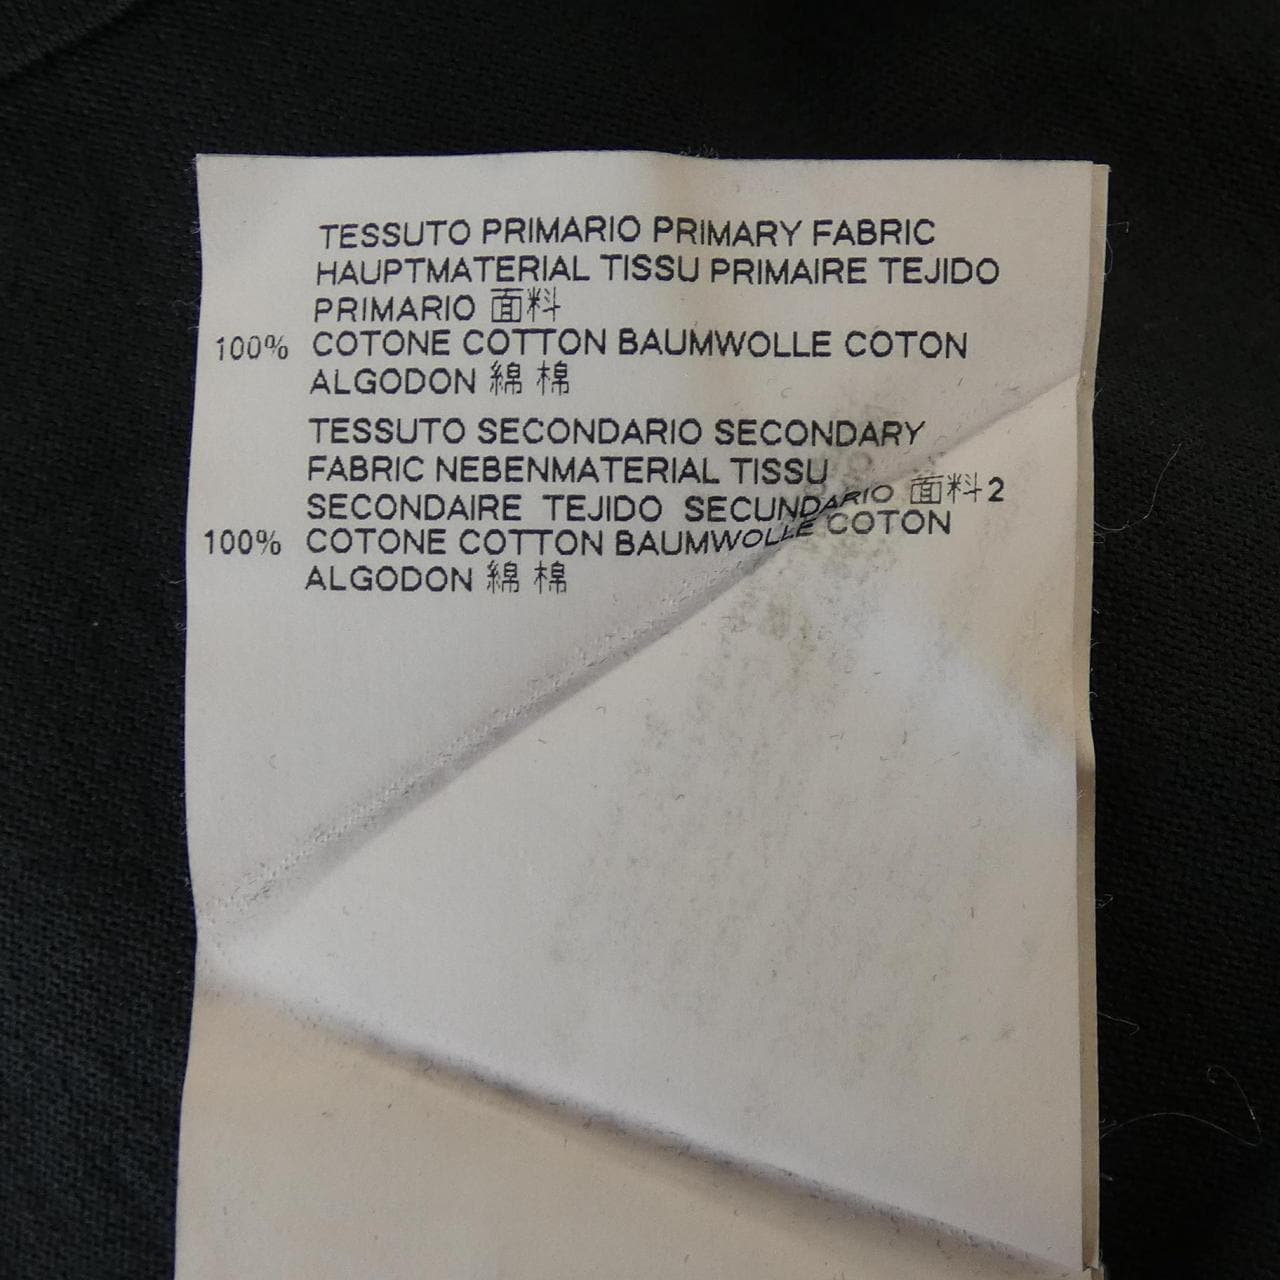 TESSUTO PRIMARIO PRIMARY FABRIC
HAUPTMATERIAL TISSU PRIMAIRE TEJIDO
PRIMARIO 面料
100% COTONE COTTON BAUMWOLLE COTON
ALGODON 綿 棉
TESSUTO SECONDARIO SECONDARY
FABRIC NEBENMATERIAL TISSU
SECONDAIRE TEJIDO SECUNDARIO 面料2
100% COTONE COTTON BAUMWOLLE COTON
ALGODON 綿 棉